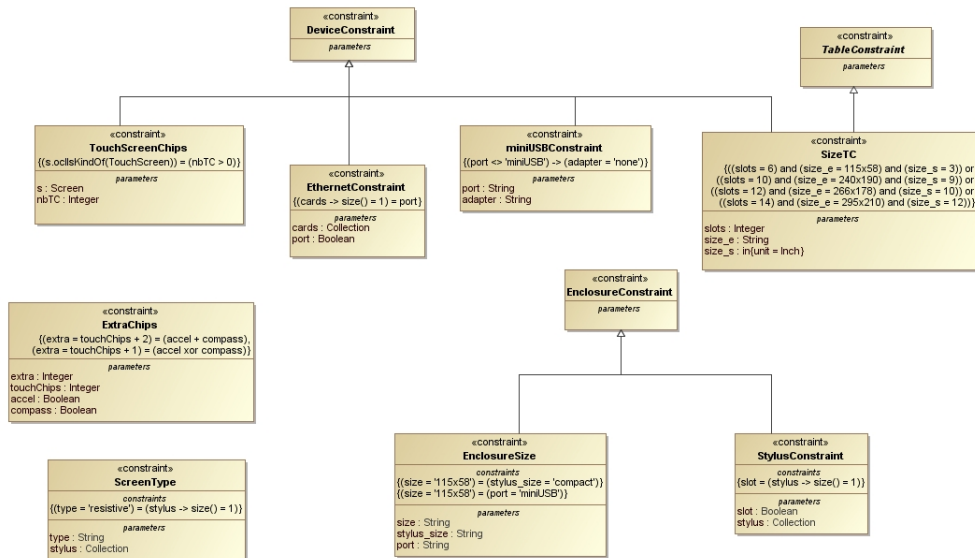 «constraint»
DeviceConstraint
parameters
«constraint»
TableConstraint
parameters
«constraint»
TouchScreenChips
{(s.oclIsKindOf(TouchScreen)) = (nbTC > 0)}
parameters
s : Screen
nbTC : Integer
«constraint»
EthernetConstraint
{(cards -> size() = 1) = port}
parameters
cards : Collection
port : Boolean
«constraint»
miniUSBConstraint
{(port <> 'miniUSB') -> (adapter = 'none')}
parameters
port : String
adapter : String
«constraint»
SizeTC
{((slots = 6) and (size_e = 115x58) and (size_s = 3)) or
((slots = 10) and (size_e = 240x190) and (size_s = 9)) or
((slots = 12) and (size_e = 266x178) and (size_s = 10)) or
((slots = 14) and (size_e = 295x210) and (size_s = 12))}
parameters
slots : Integer
size_e : String
size_s : in{unit = Inch}
«constraint»
EnclosureConstraint
parameters
«constraint»
ExtraChips
{(extra = touchChips + 2) = (accel + compass),
(extra = touchChips + 1) = (accel xor compass)}
parameters
extra : Integer
touchChips : Integer
accel : Boolean
compass : Boolean
«constraint»
ScreenType
constraints
{(type = 'resistive') = (stylus -> size() = 1)}
parameters
type : String
stylus : Collection
«constraint»
EnclosureSize
constraints
{(size = '115x58') = (stylus_size = 'compact')}
{(size = '115x58') = (port = 'miniUSB')}
parameters
size : String
stylus_size : String
port : String
«constraint»
StylusConstraint
constraints
{slot = (stylus -> size() = 1)}
parameters
slot : Boolean
stylus : Collection